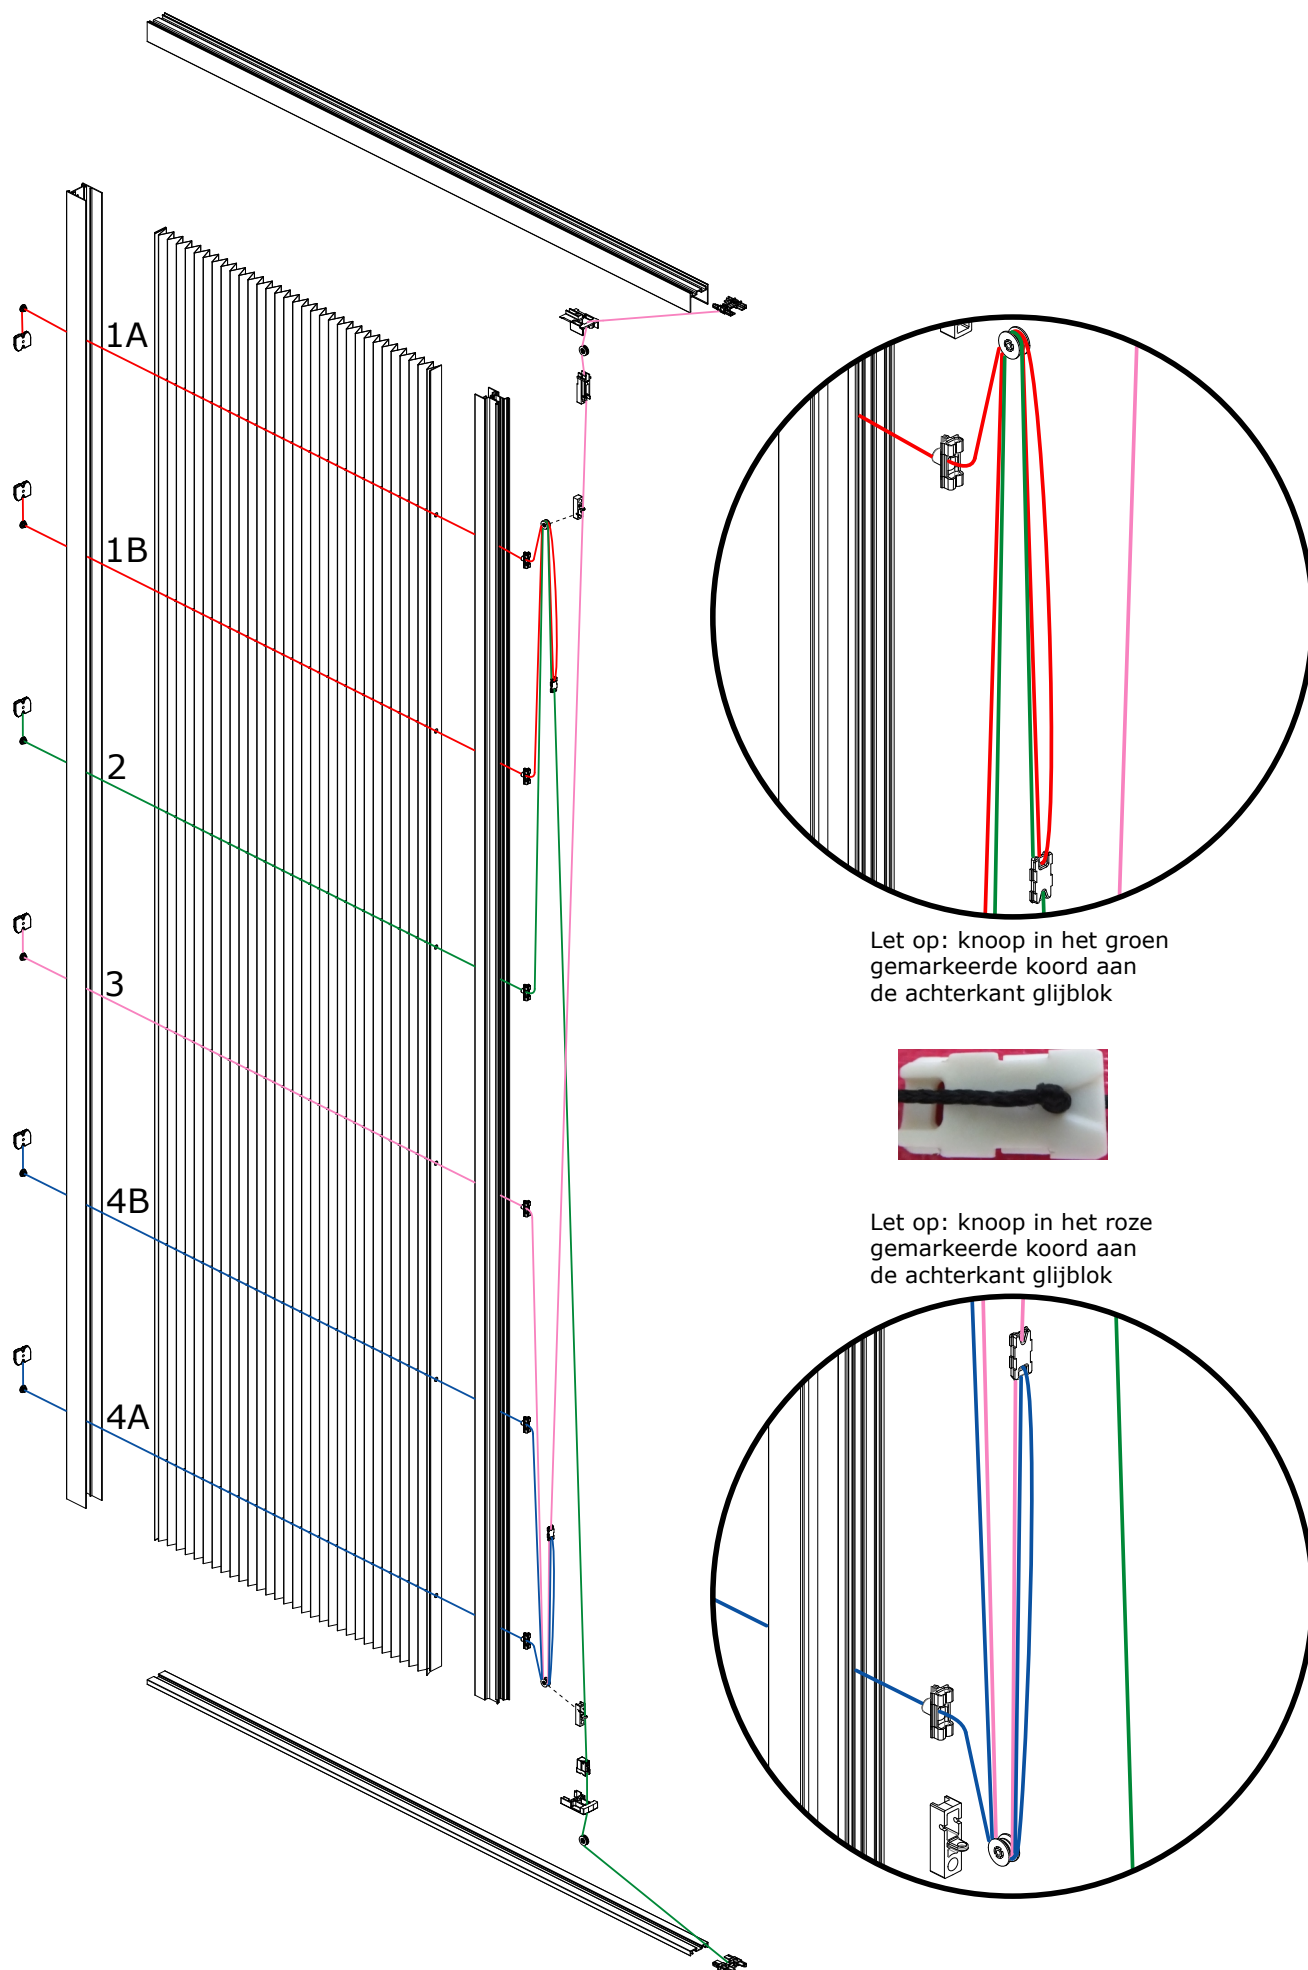 1A
1B
2
3
4B
4A
Let op: knoop in het groen
gemarkeerde koord aan
de achterkant glijblok
Let op: knoop in het roze
gemarkeerde koord aan
de achterkant glijblok